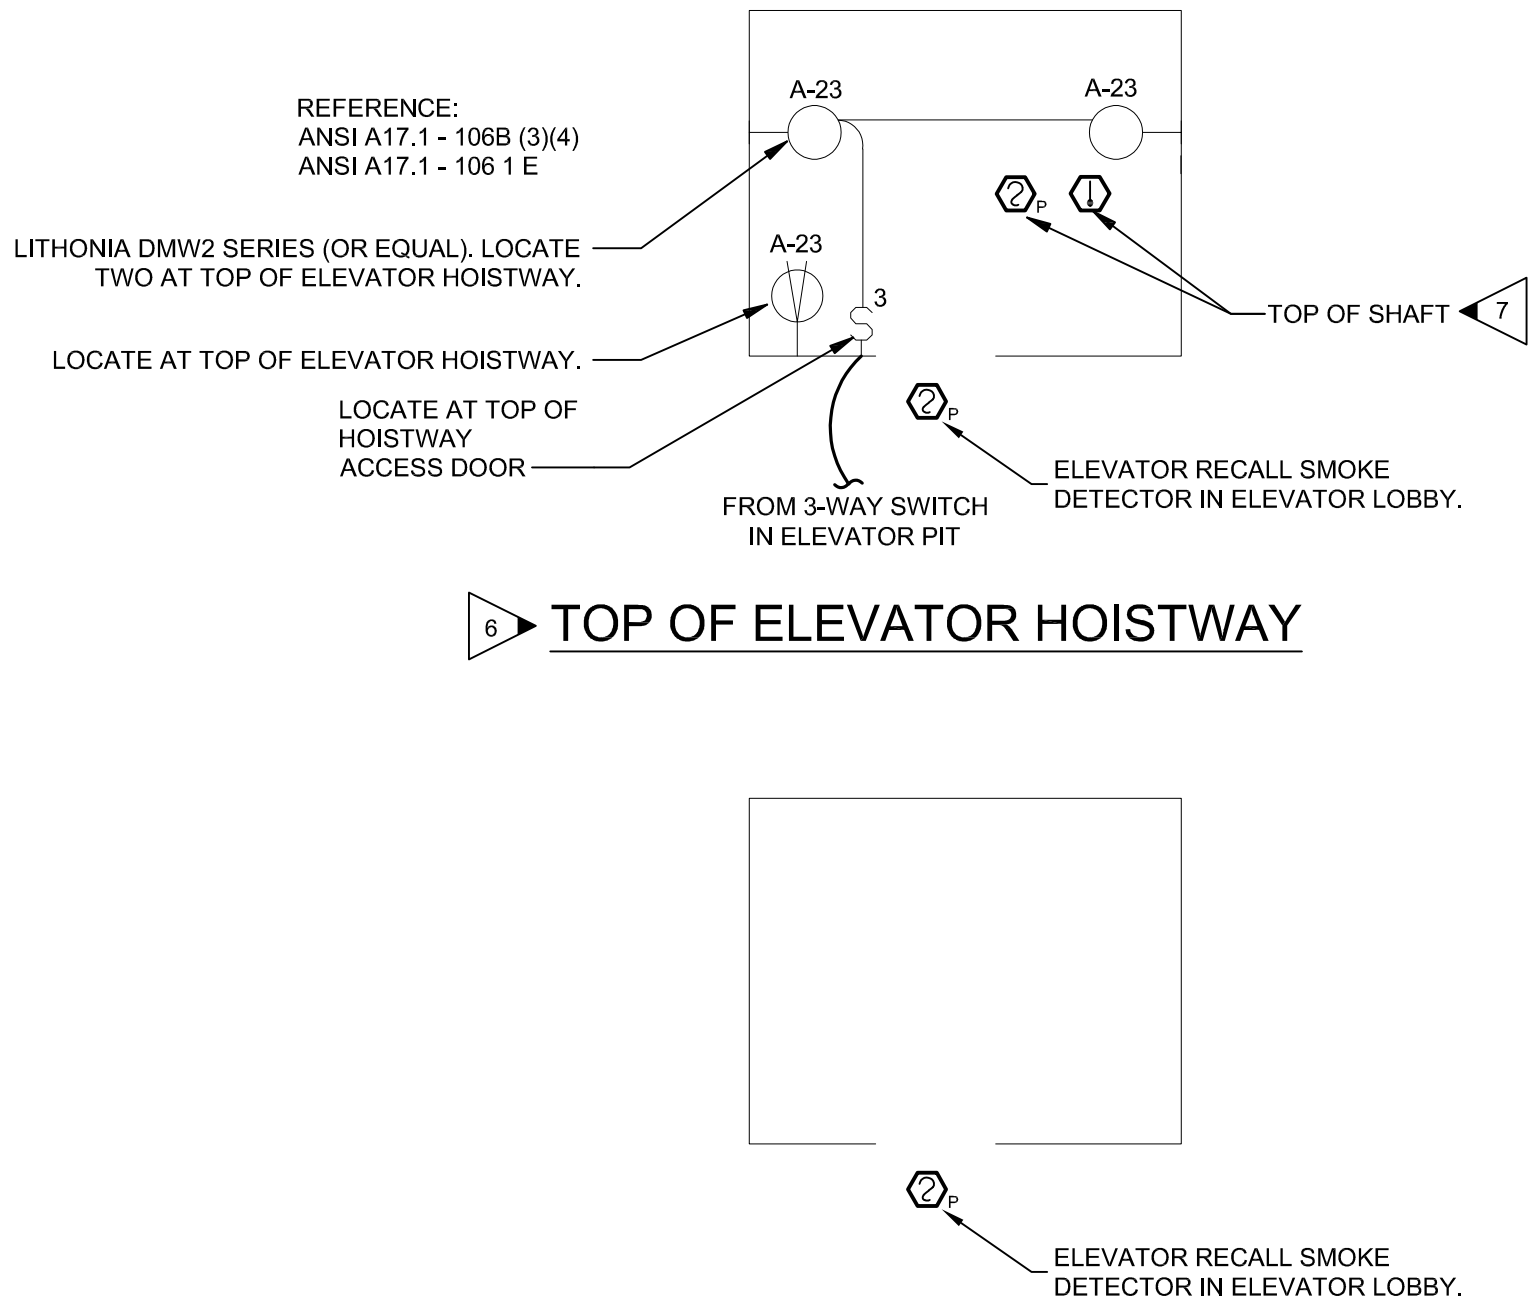 A-23
A-23
REFERENCE:
ANSI A17.1 - 106B (3)(4)
ANSI A17.1 - 106 1 E
P
LITHONIA DMW2 SERIES (OR EQUAL). LOCATE
TWO AT TOP OF ELEVATOR HOISTWAY.
A-23
3
TOP OF SHAFT
7
LOCATE AT TOP OF ELEVATOR HOISTWAY.
LOCATE AT TOP OF
HOISTWAY
ACCESS DOOR
P
ELEVATOR RECALL SMOKE
DETECTOR IN ELEVATOR LOBBY.
FROM 3-WAY SWITCH
IN ELEVATOR PIT
6
TOP OF ELEVATOR HOISTWAY
P
ELEVATOR RECALL SMOKE
DETECTOR IN ELEVATOR LOBBY.